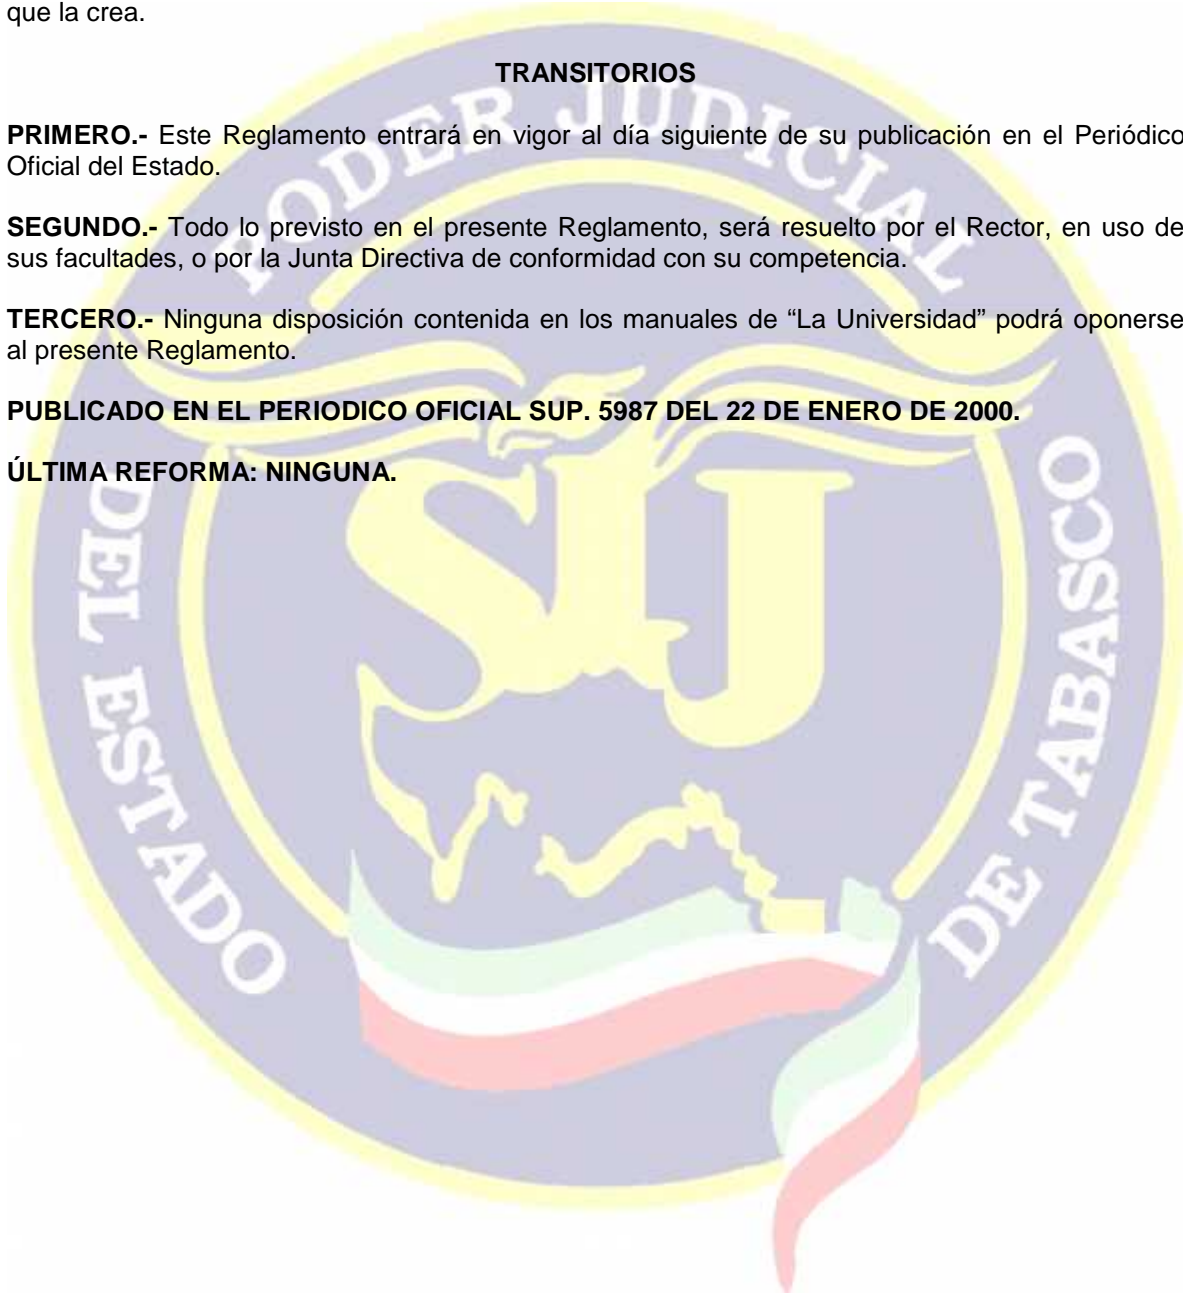 que la crea.
TRANSITORIOS
PRIMERO.- Este Reglamento entrará en vigor al día siguiente de su publicación en el Periódico
Oficial del Estado.
SEGUNDO.- Todo lo previsto en el presente Reglamento, será resuelto por el Rector, en uso de
sus facultades, o por la Junta Directiva de conformidad con su competencia.
TERCERO.- Ninguna disposición contenida en los manuales de “La Universidad” podrá oponerse
al presente Reglamento.
PUBLICADO EN EL PERIODICO OFICIAL SUP. 5987 DEL 22 DE ENERO DE 2000.
ÚLTIMA REFORMA: NINGUNA.
PODER JUDICIAL
DEL ESTADO
DE TABASCO
SIJ